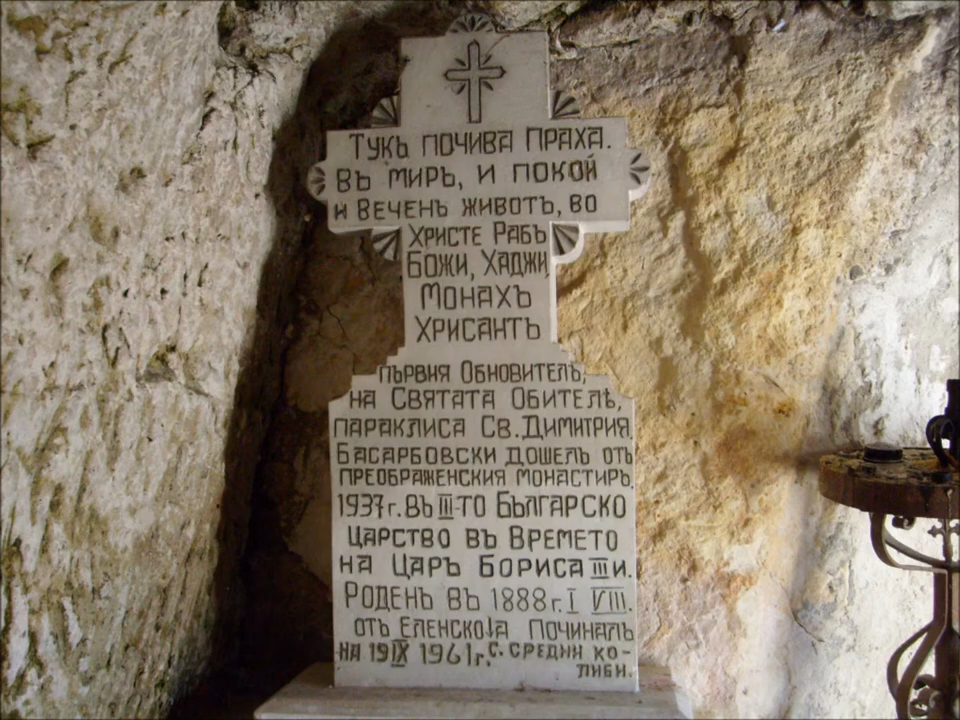 ТУКЪ ПОЧИВА ПРАХА.
ВЪ МИРЪ, И ПОКОЙ
И ВЕЧЕНЪ ЖИВОТЪ, ВО
ХРИСТЕ РАБЪ
БОЖИ, ХАДЖИ,
МОНАХЪ
ХРИСАНТЪ
ПЪРВИЯ ОБНОВИТЕЛЪ,
НА СВЯТАТА ОБИТЕЛЪ,
ПАРАКЛИСА СВ. ДИМИТРИЯ
БАСАРБОВСКИ ДОШЕЛЪ ОТЪ
ПРЕОБРАЖЕНСКИЯ МОНАСТИРЪ.
1937 г. ВЪ III-ТО БЪЛГАРСКО
ЦАРСТВО ВЪ ВРЕМЕТО
НА ЦАРЪ БОРИСА III И.
РОДЕНЪ ВЪ 1888 г. I VIII.
ОТЪ ЕЛЕНСКО ПОЧИНАЛЪ
НА 19 IX 1961 г. С. СРЕДНИ КО-
ЛИБИ.